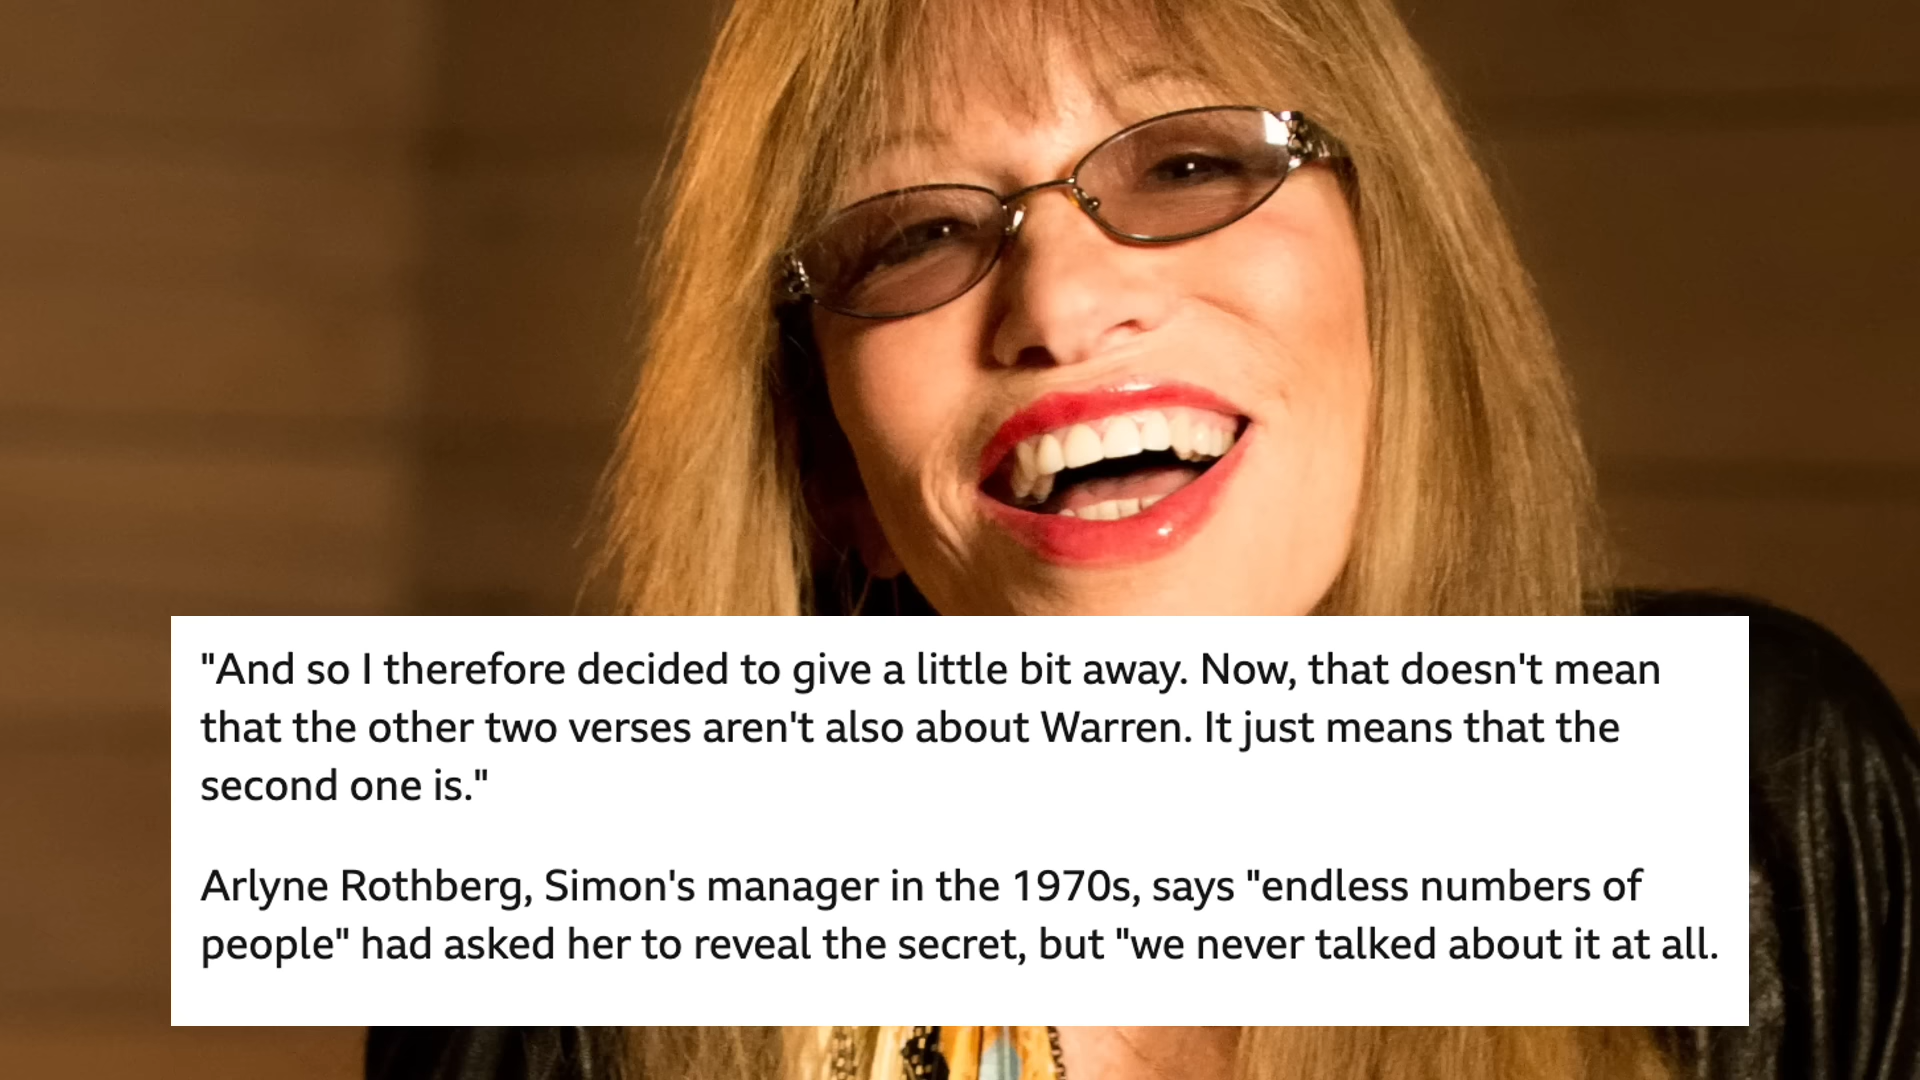 "And so I therefore decided to give a little bit away. Now, that doesn't mean
that the other two verses aren't also about Warren. It just means that the
second one is."
Arlyne Rothberg, Simon's manager in the 1970s, says "endless numbers of
people" had asked her to reveal the secret, but "we never talked about it at all.